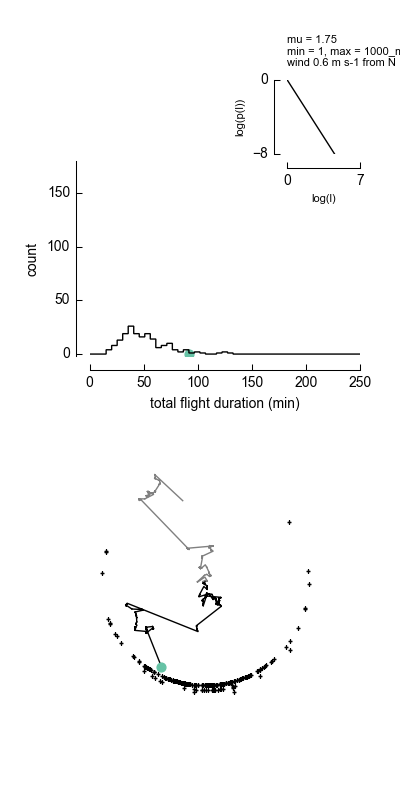 mu = 1.75
min = 1, max = 1000_m
wind 0.6 m s-1 from N
0
log(p(l))
−8
0 7
log(l)
150
100
count
50
0
0 50 100 150 200 250
total flight duration (min)